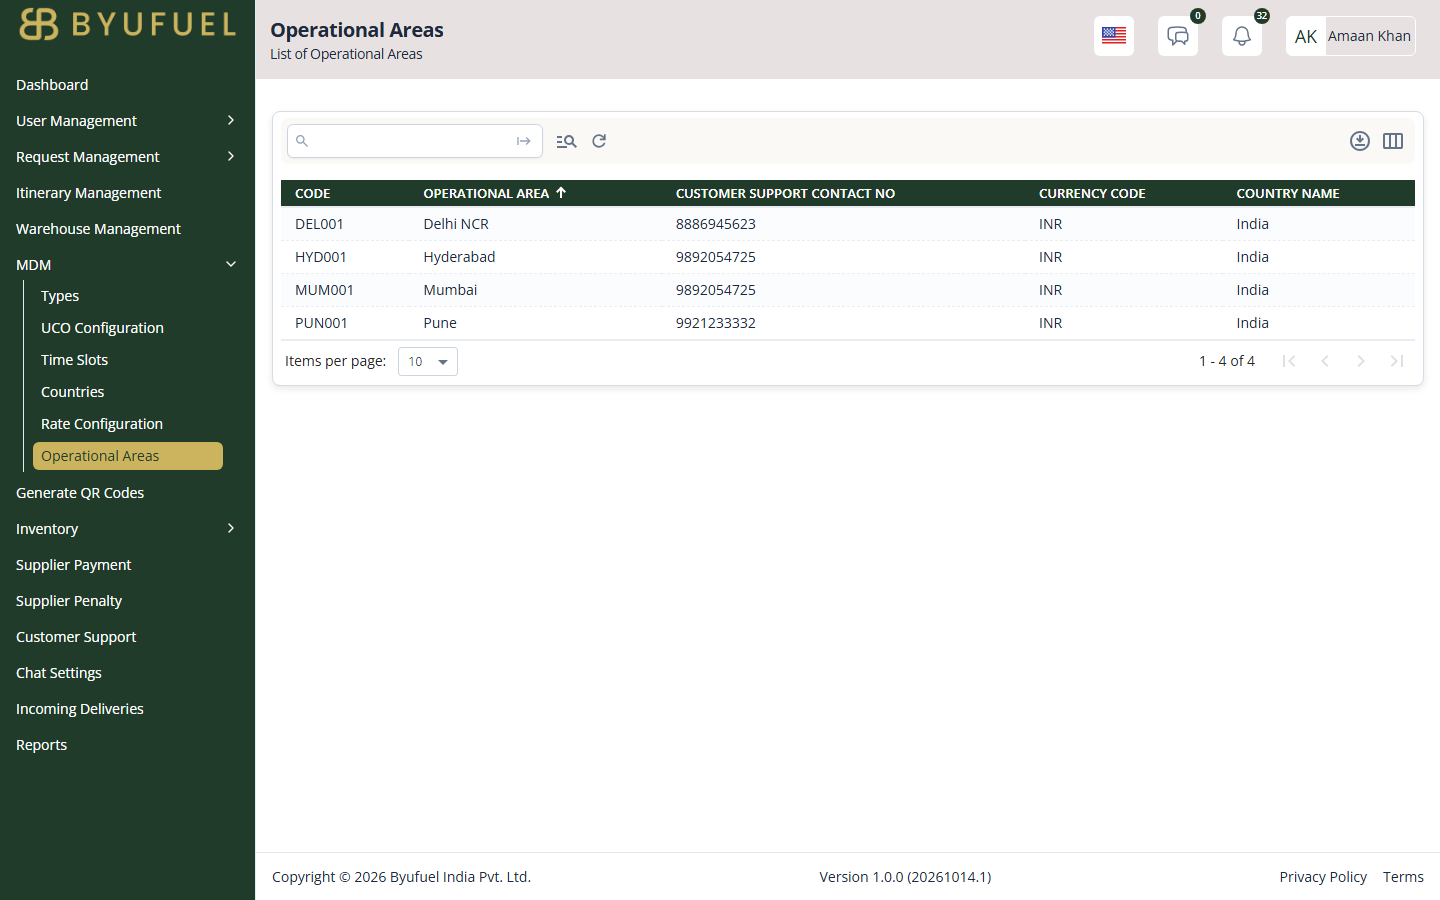 BYUFUEL
Dashboard
User Management
Request Management
Itinerary Management
Warehouse Management
MDM
Types
UCO Configuration
Time Slots
Countries
Rate Configuration
Operational Areas
Generate QR Codes
Inventory
Supplier Payment
Supplier Penalty
Customer Support
Chat Settings
Incoming Deliveries
Reports
Operational Areas
List of Operational Areas
0
32
AK Amaan Khan
CODE OPERATIONAL AREA CUSTOMER SUPPORT CONTACT NO CURRENCY CODE COUNTRY NAME
DEL001 Delhi NCR 8886945623 INR India
HYD001 Hyderabad 9892054725 INR India
MUM001 Mumbai 9892054725 INR India
PUN001 Pune 9921233332 INR India
Items per page: 10 1 - 4 of 4
Copyright © 2026 Byufuel India Pvt. Ltd. Version 1.0.0 (20261014.1) Privacy Policy Terms